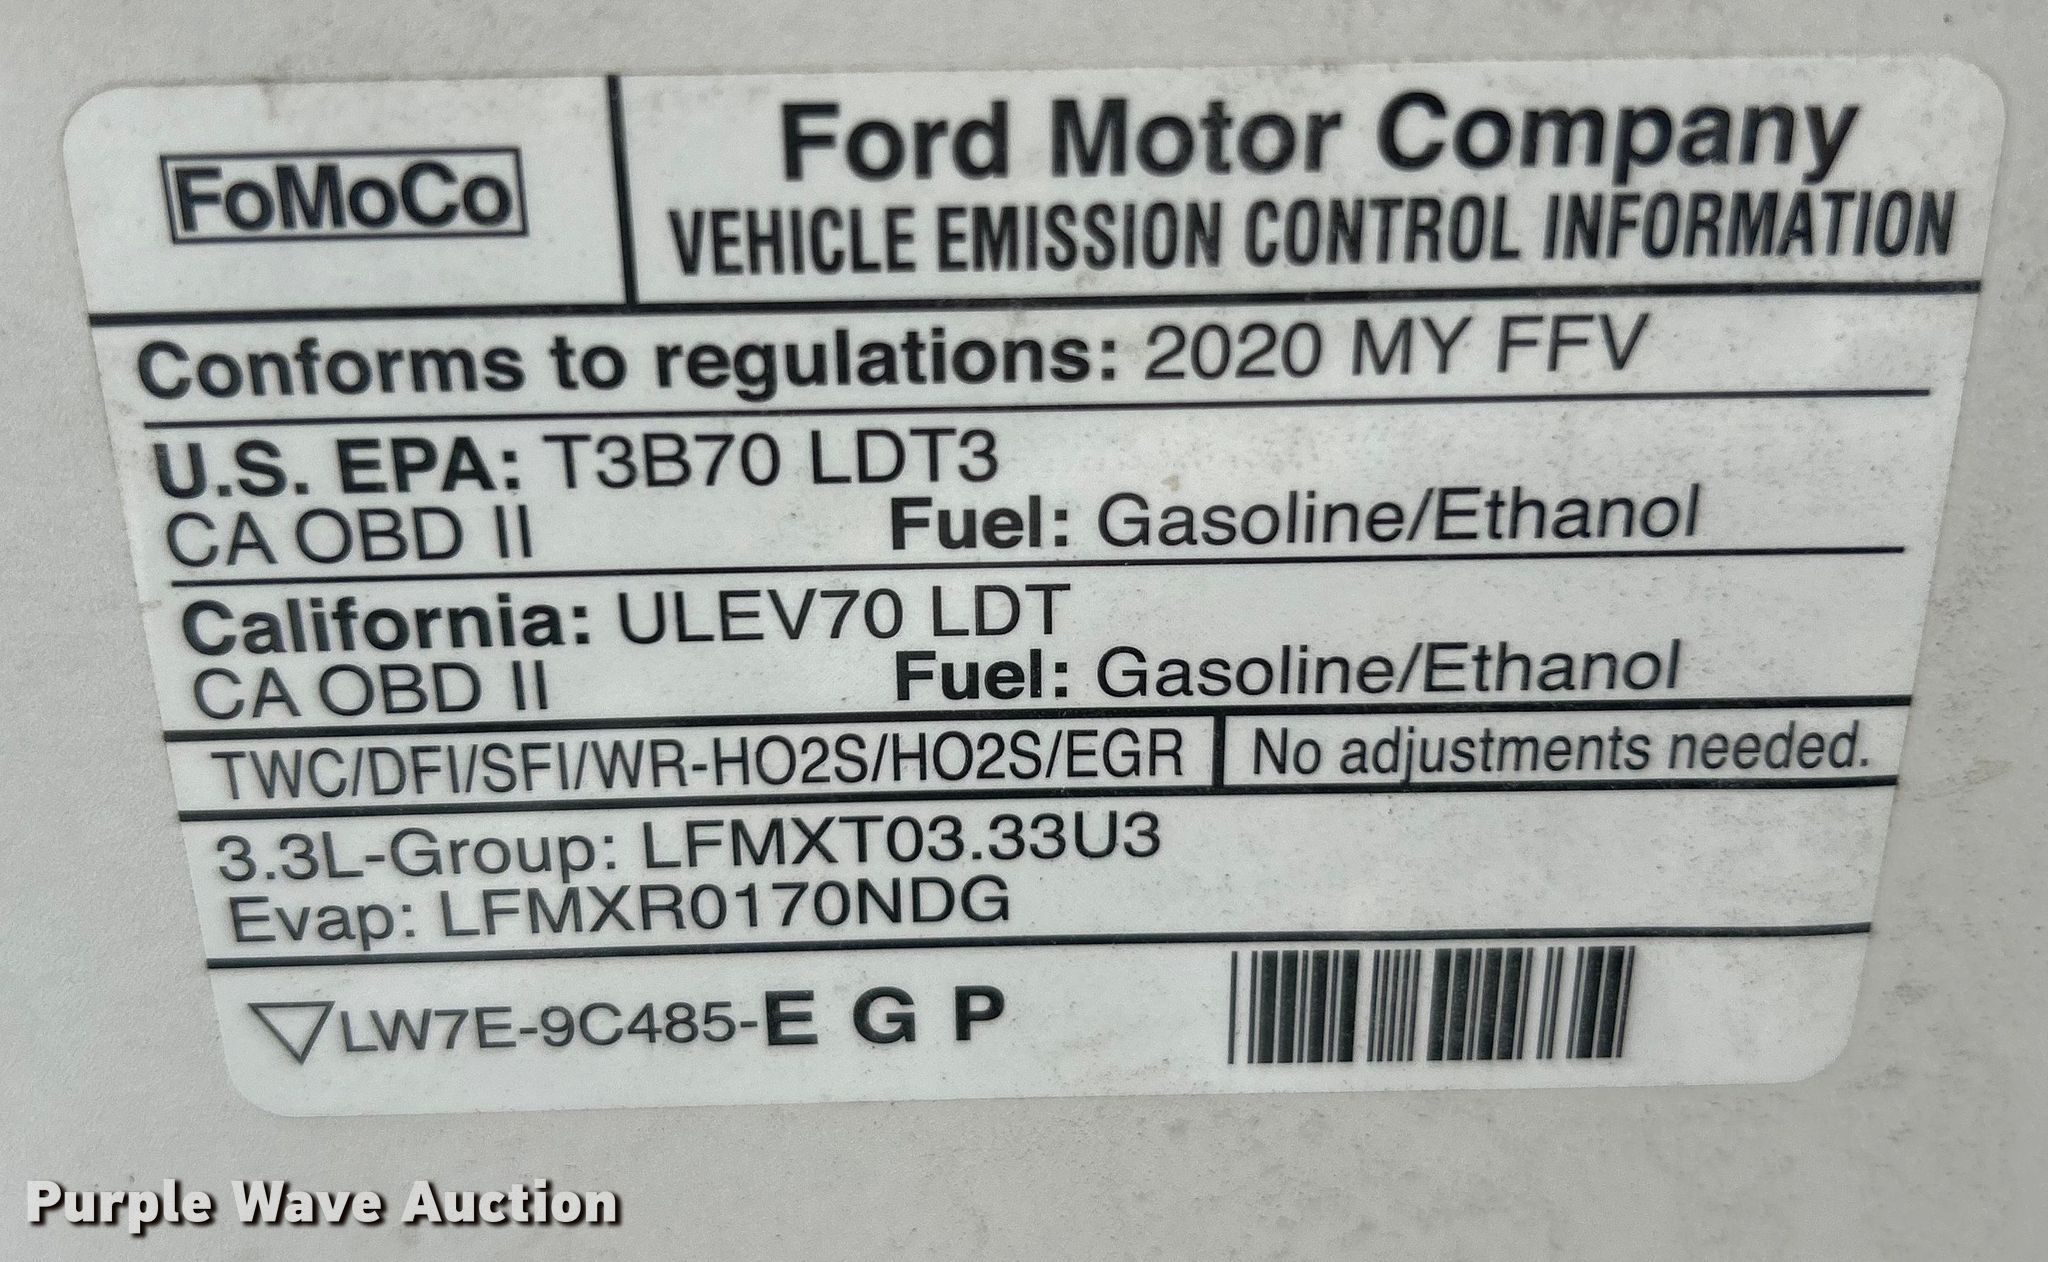 FoMoCo
Ford Motor Company
VEHICLE EMISSION CONTROL INFORMATION
Conforms to regulations: 2020 MY FFV
U.S. EPA: T3B70 LDT3
CA OBD II Fuel: Gasoline/Ethanol
California: ULEV70 LDT
CA OBD II Fuel: Gasoline/Ethanol
TWC/DFI/SFI/WR-HO2S/HO2S/EGR No adjustments needed.
3.3L-Group: LFMXT03.33U3
Evap: LFMXR0170NDG
LW7E-9C485-E G P
Purple Wave Auction